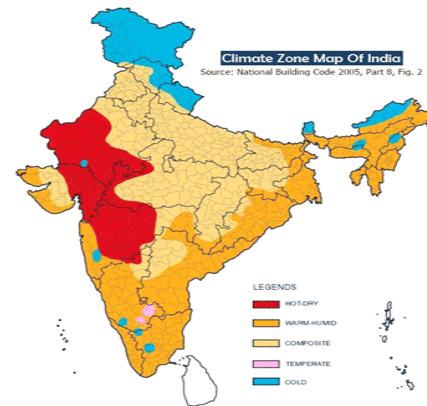 Climate Zone Map Of India
Source: National Building Code 2005, Part 8, Fig. 2
LEGENDS
HOT-DRY
WARM-HUMID
COMPOSITE
TEMPERATE
COLD